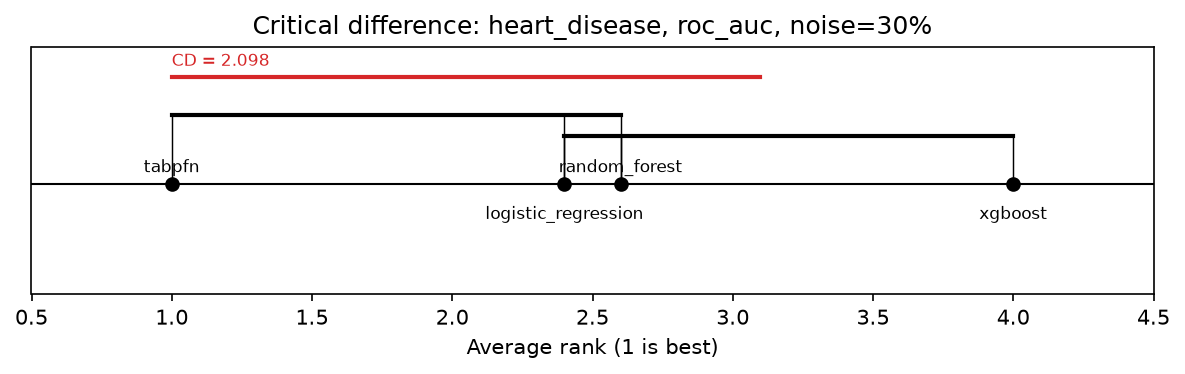 Critical difference: heart_disease, roc_auc, noise=30%
CD = 2.098
tabpfn
random_forest
logistic_regression
xgboost
0.5 1.0 1.5 2.0 2.5 3.0 3.5 4.0 4.5
Average rank (1 is best)